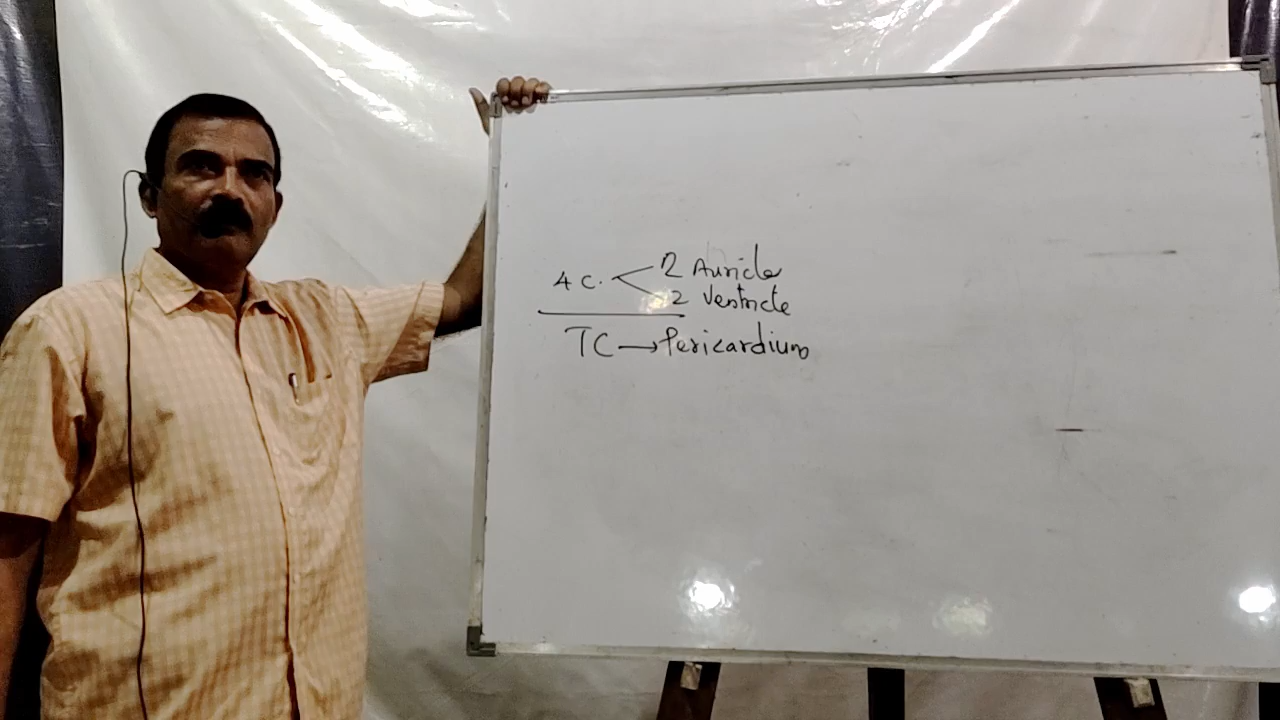 4 C. < 2 Auricle
2 Ventricle
TC → Pericardium